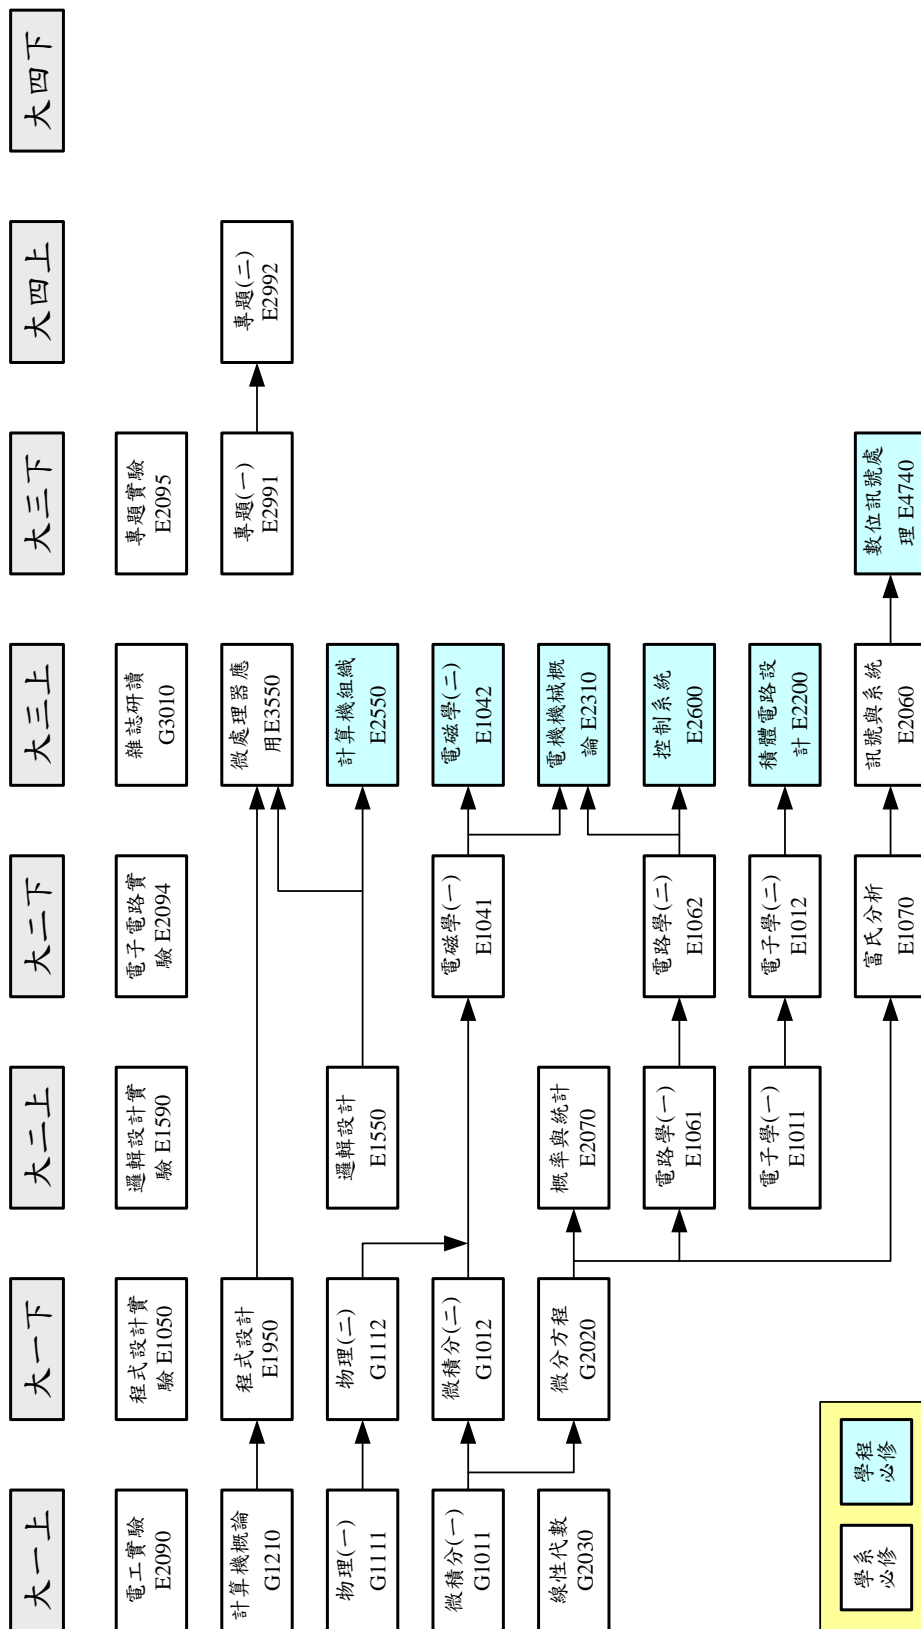 大一上
大一下
大二上
大二下
大三上
大三下
大四上
大四下
電工實驗
E2090
程式設計實
驗 E1050
邏輯設計實
驗 E1590
電子電路實
驗 E2094
雜誌研讀
G3010
專題實驗
E2095
計算機概論
G1210
程式設計
E1950
微處理器應
用E3550
專題(一)
E2991
專題(二)
E2992
物理(一)
G1111
物理(二)
G1112
邏輯設計
E1550
計算機組織
E2550
微積分(一)
G1011
微積分(二)
G1012
電磁學(一)
E1041
電磁學(二)
E1042
線性代數
G2030
微分方程
G2020
概率與統計
E2070
電機機械概
論 E2310
電路學(一)
E1061
電路學(二)
E1062
控制系統
E2600
電子學(一)
E1011
電子學(二)
E1012
積體電路設
計 E2200
富氏分析
E1070
訊號與系統
E2060
數位訊號處
理 E4740
學系
必修
學程
必修